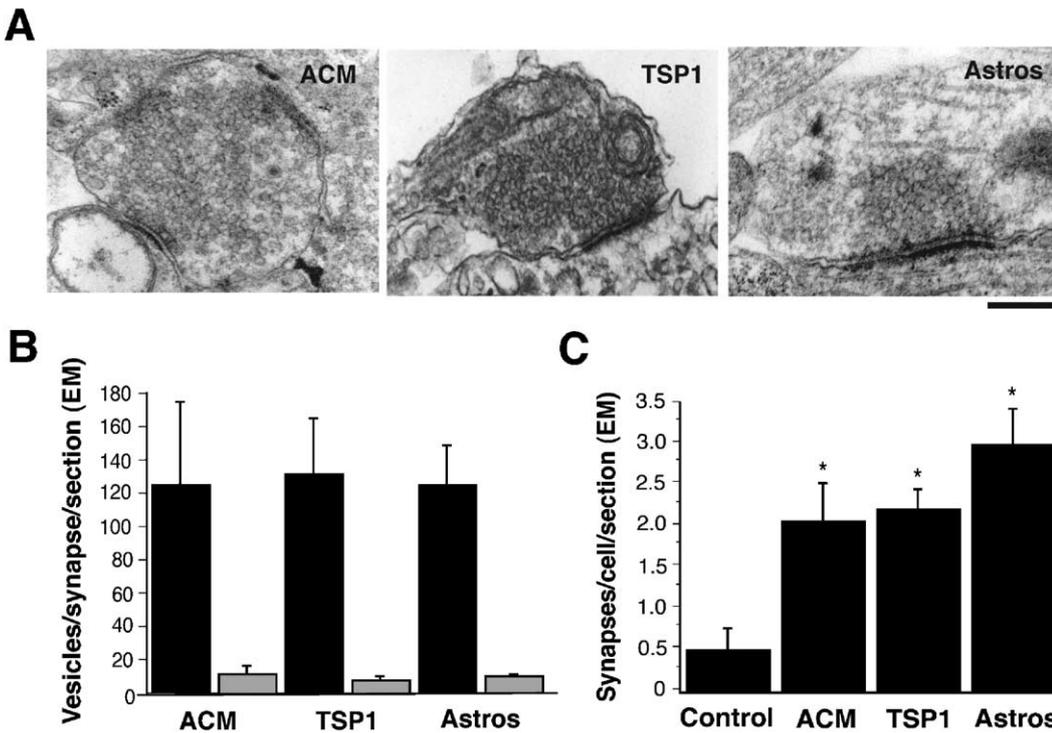 A
ACM
TSP1
Astros
B
Vesicles/synapse/section (EM)
180
160
140
120
100
80
60
40
20
0
ACM TSP1 Astros
C
Synapses/cell/section (EM)
3.5
3.0
2.5
2.0
1.5
1.0
0.5
0
* * *
Control ACM TSP1 Astros